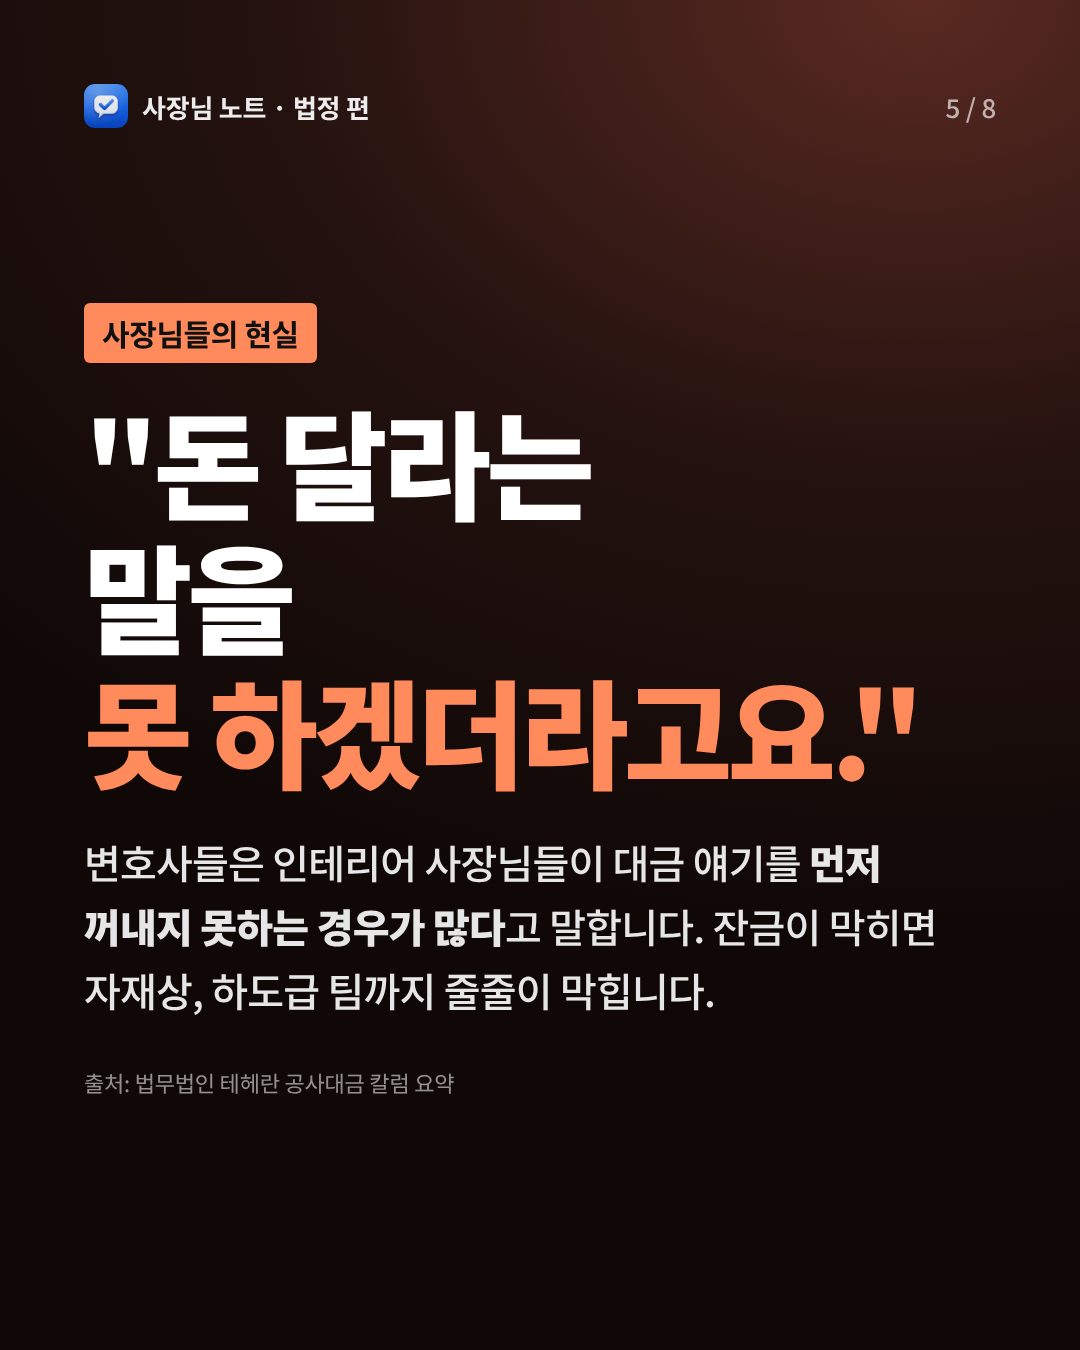 사장님 노트 · 법정 편
5 / 8
사장님들의 현실
"돈 달라는
말을
못 하겠더라고요."
변호사들은 인테리어 사장님들이 대금 얘기를 먼저
꺼내지 못하는 경우가 많다고 말합니다. 잔금이 막히면
자재상, 하도급 팀까지 줄줄이 막힙니다.
출처: 법무법인 테헤란 공사대금 칼럼 요약